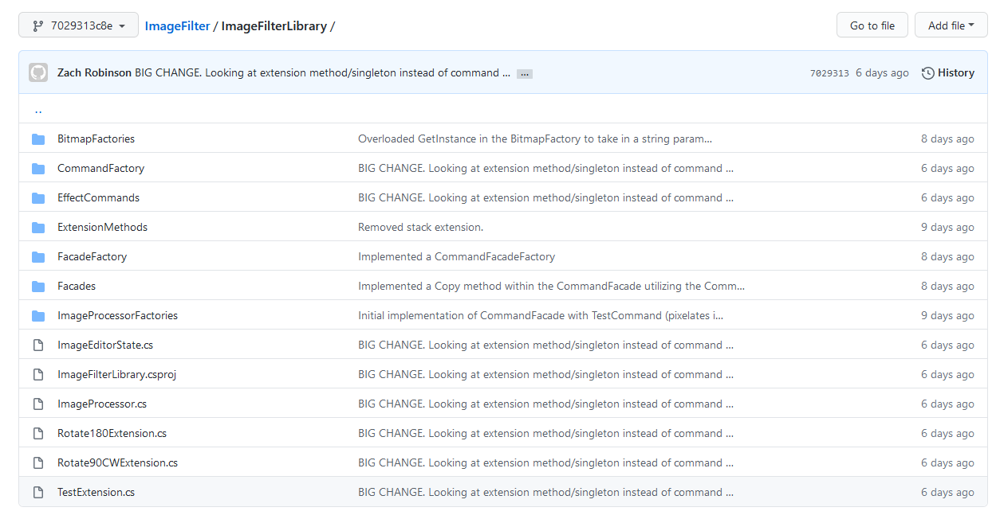 7029313c8e ImageFilter / ImageFilterLibrary / Go to file Add file
Zach Robinson BIG CHANGE. Looking at extension method/singleton instead of command ... ... 7029313 6 days ago History
..
BitmapFactories Overloaded GetInstance in the BitmapFactory to take in a string param... 8 days ago
CommandFactory BIG CHANGE. Looking at extension method/singleton instead of command ... 6 days ago
EffectCommands BIG CHANGE. Looking at extension method/singleton instead of command ... 6 days ago
ExtensionMethods Removed stack extension. 9 days ago
FacadeFactory Implemented a CommandFacadeFactory 8 days ago
Facades Implemented a Copy method within the CommandFacade utilizing the Comm... 8 days ago
ImageProcessorFactories Initial implementation of CommandFacade with TestCommand (pixelates i... 9 days ago
ImageEditorState.cs BIG CHANGE. Looking at extension method/singleton instead of command ... 6 days ago
ImageFilterLibrary.csproj BIG CHANGE. Looking at extension method/singleton instead of command ... 6 days ago
ImageProcessor.cs BIG CHANGE. Looking at extension method/singleton instead of command ... 6 days ago
Rotate180Extension.cs BIG CHANGE. Looking at extension method/singleton instead of command ... 6 days ago
Rotate90CWExtension.cs BIG CHANGE. Looking at extension method/singleton instead of command ... 6 days ago
TestExtension.cs BIG CHANGE. Looking at extension method/singleton instead of command ... 6 days ago